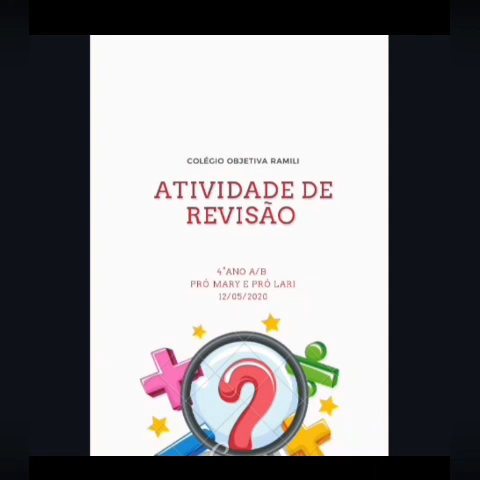 COLÉGIO OBJETIVA RAMILI
ATIVIDADE DE
REVISÃO
4°ANO A/B
PRÓ MARY E PRÓ LARI
12/05/2020